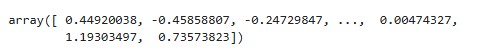 array([ 0.44920038, -0.45858807, -0.24729847, ...,  0.00474327,
        1.19303497,  0.73573823])